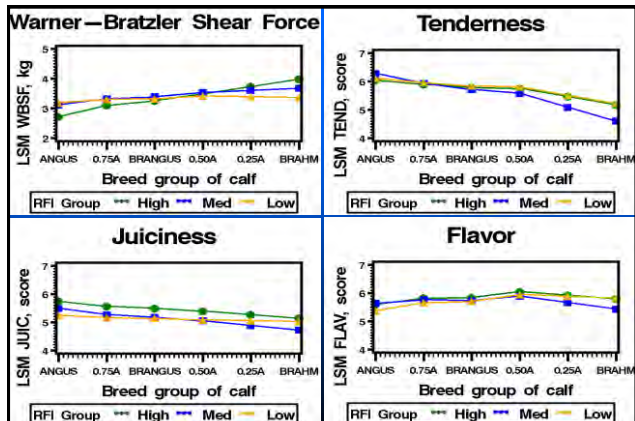 Warner–Bratzler Shear Force
LSM WBSF, kg
5
4
3
2
ANGUS 0.75A BRANGUS 0.50A 0.25A BRAHM
Breed group of calf
RFI Group High Med Low
Tenderness
LSM TEND, score
7
6
5
4
ANGUS 0.75A BRANGUS 0.50A 0.25A BRAHM
Breed group of calf
RFI Group High Med Low
Juiciness
LSM JUIC, score
7
6
5
4
ANGUS 0.75A BRANGUS 0.50A 0.25A BRAHM
Breed group of calf
RFI Group High Med Low
Flavor
LSM FLAV, score
7
6
5
4
ANGUS 0.75A BRANGUS 0.50A 0.25A BRAHM
Breed group of calf
RFI Group High Med Low